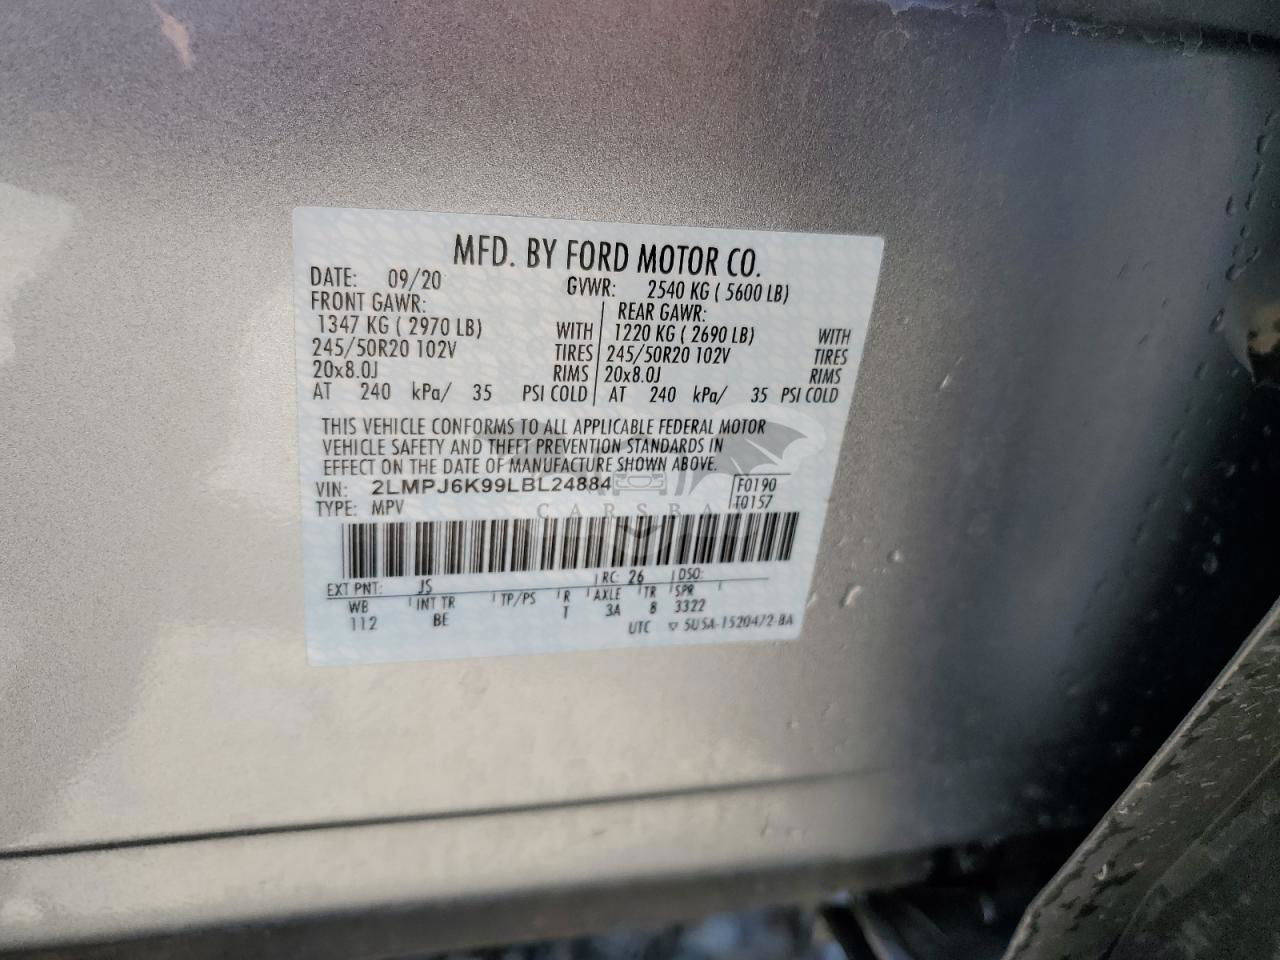 MFD. BY FORD MOTOR CO.
DATE: 09/20 GVWR: 2540 KG ( 5600 LB)
FRONT GAWR: REAR GAWR:
1347 KG ( 2970 LB) WITH 1220 KG ( 2690 LB) WITH
245/50R20 102V TIRES 245/50R20 102V TIRES
20x8.0J RIMS 20x8.0J RIMS
AT 240 kPa/ 35 PSI COLD AT 240 kPa/ 35 PSI COLD
THIS VEHICLE CONFORMS TO ALL APPLICABLE FEDERAL MOTOR
VEHICLE SAFETY AND THEFT PREVENTION STANDARDS IN
EFFECT ON THE DATE OF MANUFACTURE SHOWN ABOVE.
VIN: 2LMPJ6K99LBL24884 F0190
TYPE: MPV T0157
CARSBA
EXT PNT: JS RC: 26 DSO:
WB INT TR TP/PS R AXLE TR SPR
112 BE T 3A 8 3322
UTC ▽ 5U5A-1520472-BA